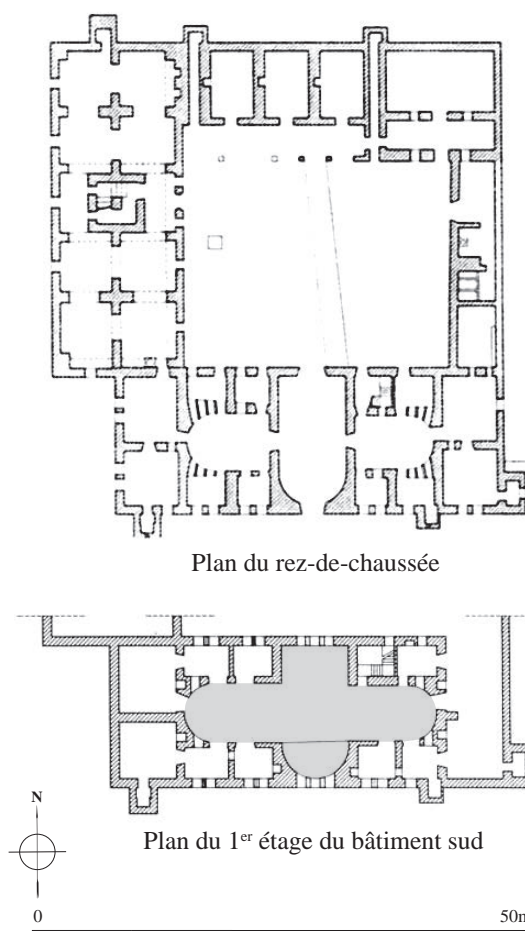 Plan du rez-de-chaussée
Plan du 1er étage du bâtiment sud
N
0 50m